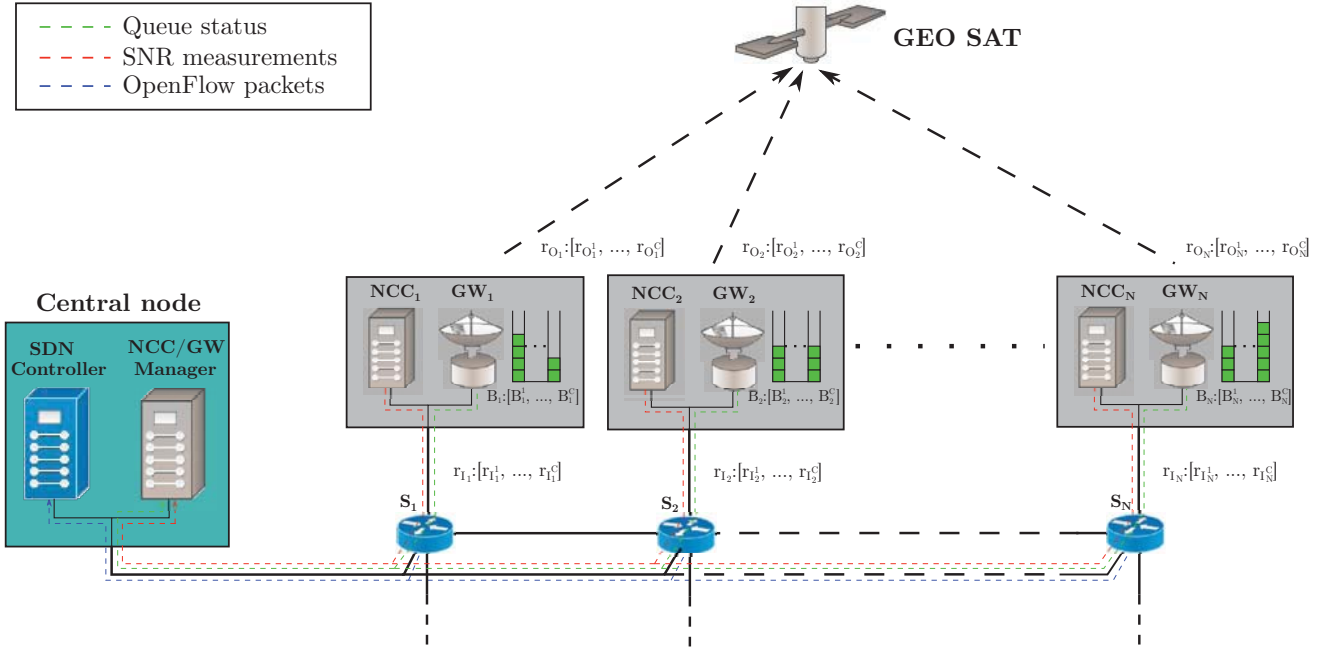 Queue status
SNR measurements
OpenFlow packets
GEO SAT
r_{O_1}:[r_{O_1^1}, ..., r_{O_1^C}]
r_{O_2}:[r_{O_2^1}, ..., r_{O_2^C}]
r_{O_N}:[r_{O_N^1}, ..., r_{O_N^C}]
Central node
SDN Controller
NCC/GW Manager
NCC_1
GW_1
B_1:[B_1^1, ..., B_1^C]
NCC_2
GW_2
B_2:[B_2^1, ..., B_2^C]
NCC_N
GW_N
B_N:[B_N^1, ..., B_N^C]
r_{I_1}:[r_{I_1^1}, ..., r_{I_1^C}]
r_{I_2}:[r_{I_2^1}, ..., r_{I_2^C}]
r_{I_N}:[r_{I_N^1}, ..., r_{I_N^C}]
S_1
S_2
S_N